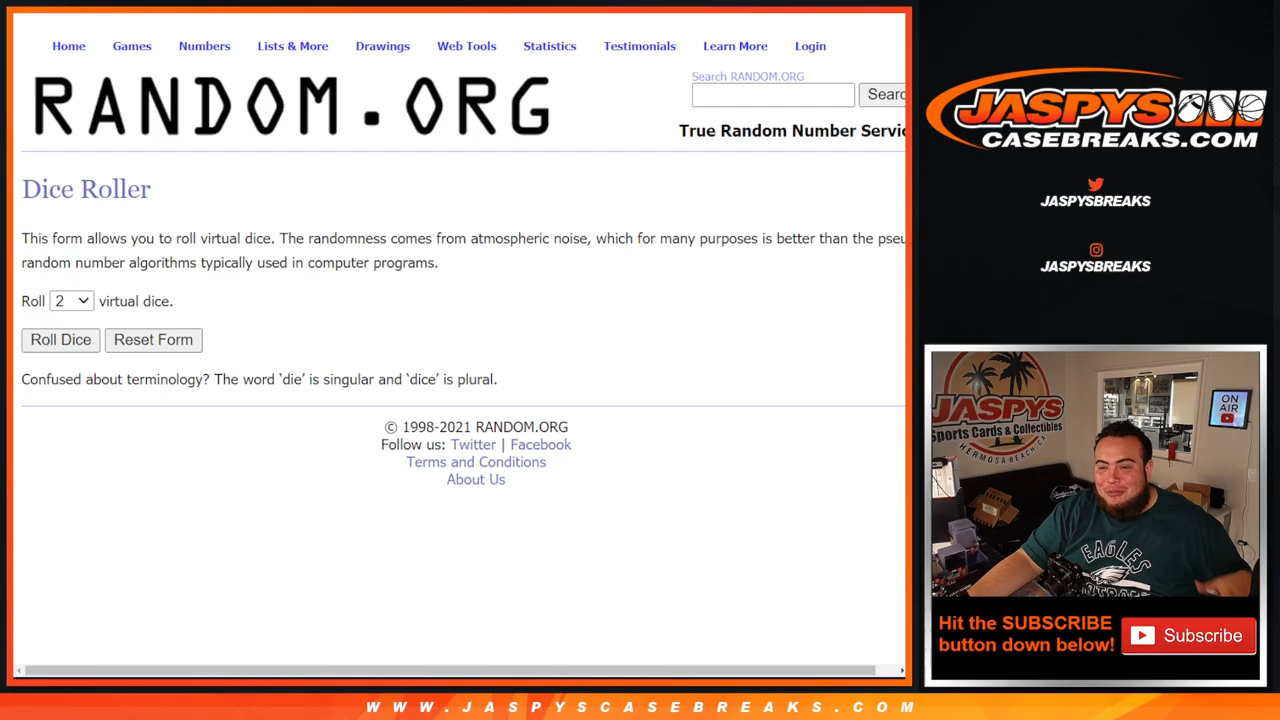 Home Games Numbers Lists & More Drawings Web Tools Statistics Testimonials Learn More Login
RANDOM.ORG
Search RANDOM.ORG
Searc
True Random Number Servic
Dice Roller
This form allows you to roll virtual dice. The randomness comes from atmospheric noise, which for many purposes is better than the pseu
random number algorithms typically used in computer programs.
Roll 2 virtual dice.
Roll Dice Reset Form
Confused about terminology? The word ‘die’ is singular and ‘dice’ is plural.
© 1998-2021 RANDOM.ORG
Follow us: Twitter | Facebook
Terms and Conditions
About Us
JASPYS
CASEBREAKS.COM
JASPYSBREAKS
JASPYSBREAKS
JASPYS
Sports Cards & Collectibles
HERMOSA BEACH CA
ON
AIR
EAGLES
Hit the SUBSCRIBE
button down below!
Subscribe
WWW.JASPYSCASEBREAKS.COM